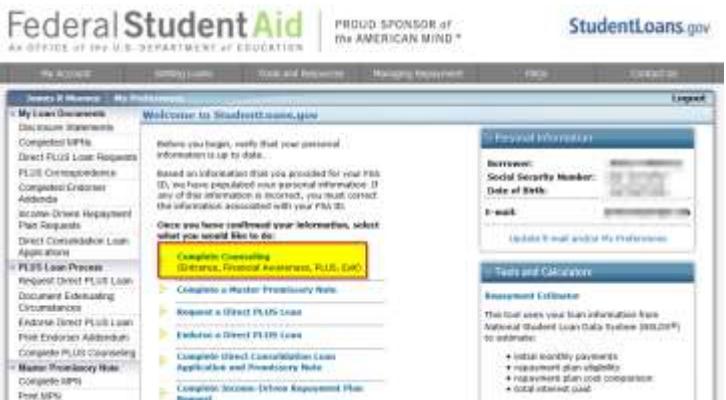 Federal Student Aid
An OFFICE of the U.S. DEPARTMENT of EDUCATION
PROUD SPONSOR of
the AMERICAN MIND
StudentLoans.gov
My Account
Tools and Resources
Managing Repayment
FAQs
Contact Us
Logout
My Loan Documents
Disclosure Statements
Completed MPNs
Direct PLUS Loan Requests
PLUS Correspondence
Completed Endorser
Addenda
Income-Driven Repayment
Plan Requests
Direct Consolidation Loan
Applications
PLUS Loan Process
Request Direct PLUS Loan
Document Extenuating
Circumstances
Endorse Direct PLUS Loan
Print Endorser Addendum
Complete PLUS Counseling
Master Promissory Note
Complete MPN
Print MPN
Welcome to StudentLoans.gov
Before you begin, verify that your personal
information is up to date.
Based on information that you provided for your FSA
ID, we have populated your personal information. If
any of this information is incorrect, you must correct
the information associated with your FSA ID.
Once you have confirmed your information, select
what you would like to do:
Complete Counseling
(Entrance, Financial Awareness, PLUS, Exit)
Complete a Master Promissory Note
Request a Direct PLUS Loan
Endorse a Direct PLUS Loan
Complete Direct Consolidation Loan
Application and Promissory Note
Complete Income-Driven Repayment Plan
Request
Personal Information
Borrower:
Social Security Number:
Date of Birth:
E-mail:
Update E-mail and/or My Preferences
Tools and Calculators
Repayment Estimator
This tool uses your loan information from
National Student Loan Data System (NSLDS®)
to estimate:
• initial monthly payments
• repayment plan eligibility
• repayment plan cost comparison
• total interest paid